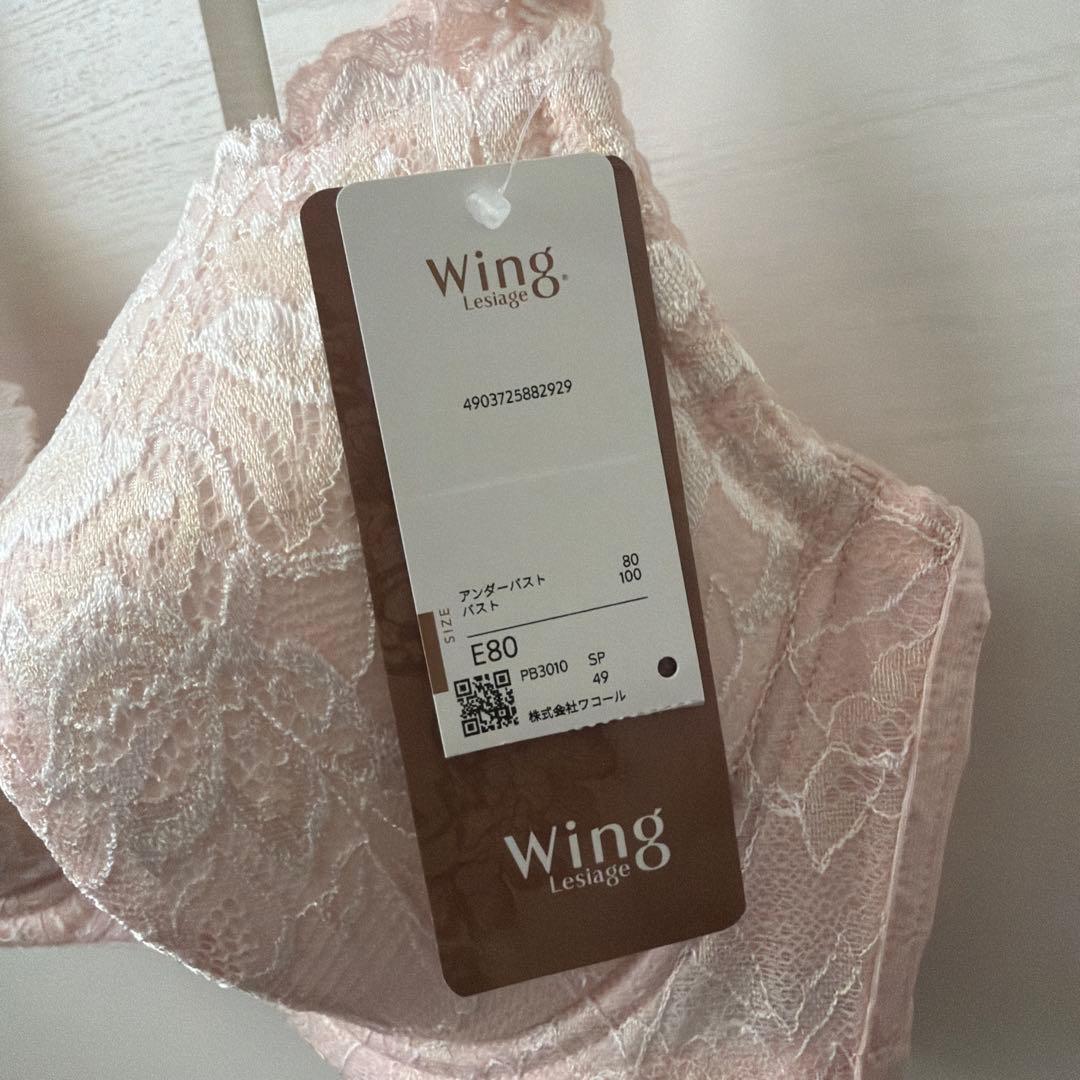 Wing®
Lesiage
4903725882929
アンダーバスト 80
バスト 100
SIZE
E80
PB3010 SP
49
株式会社ワコール
Wing
Lesiage